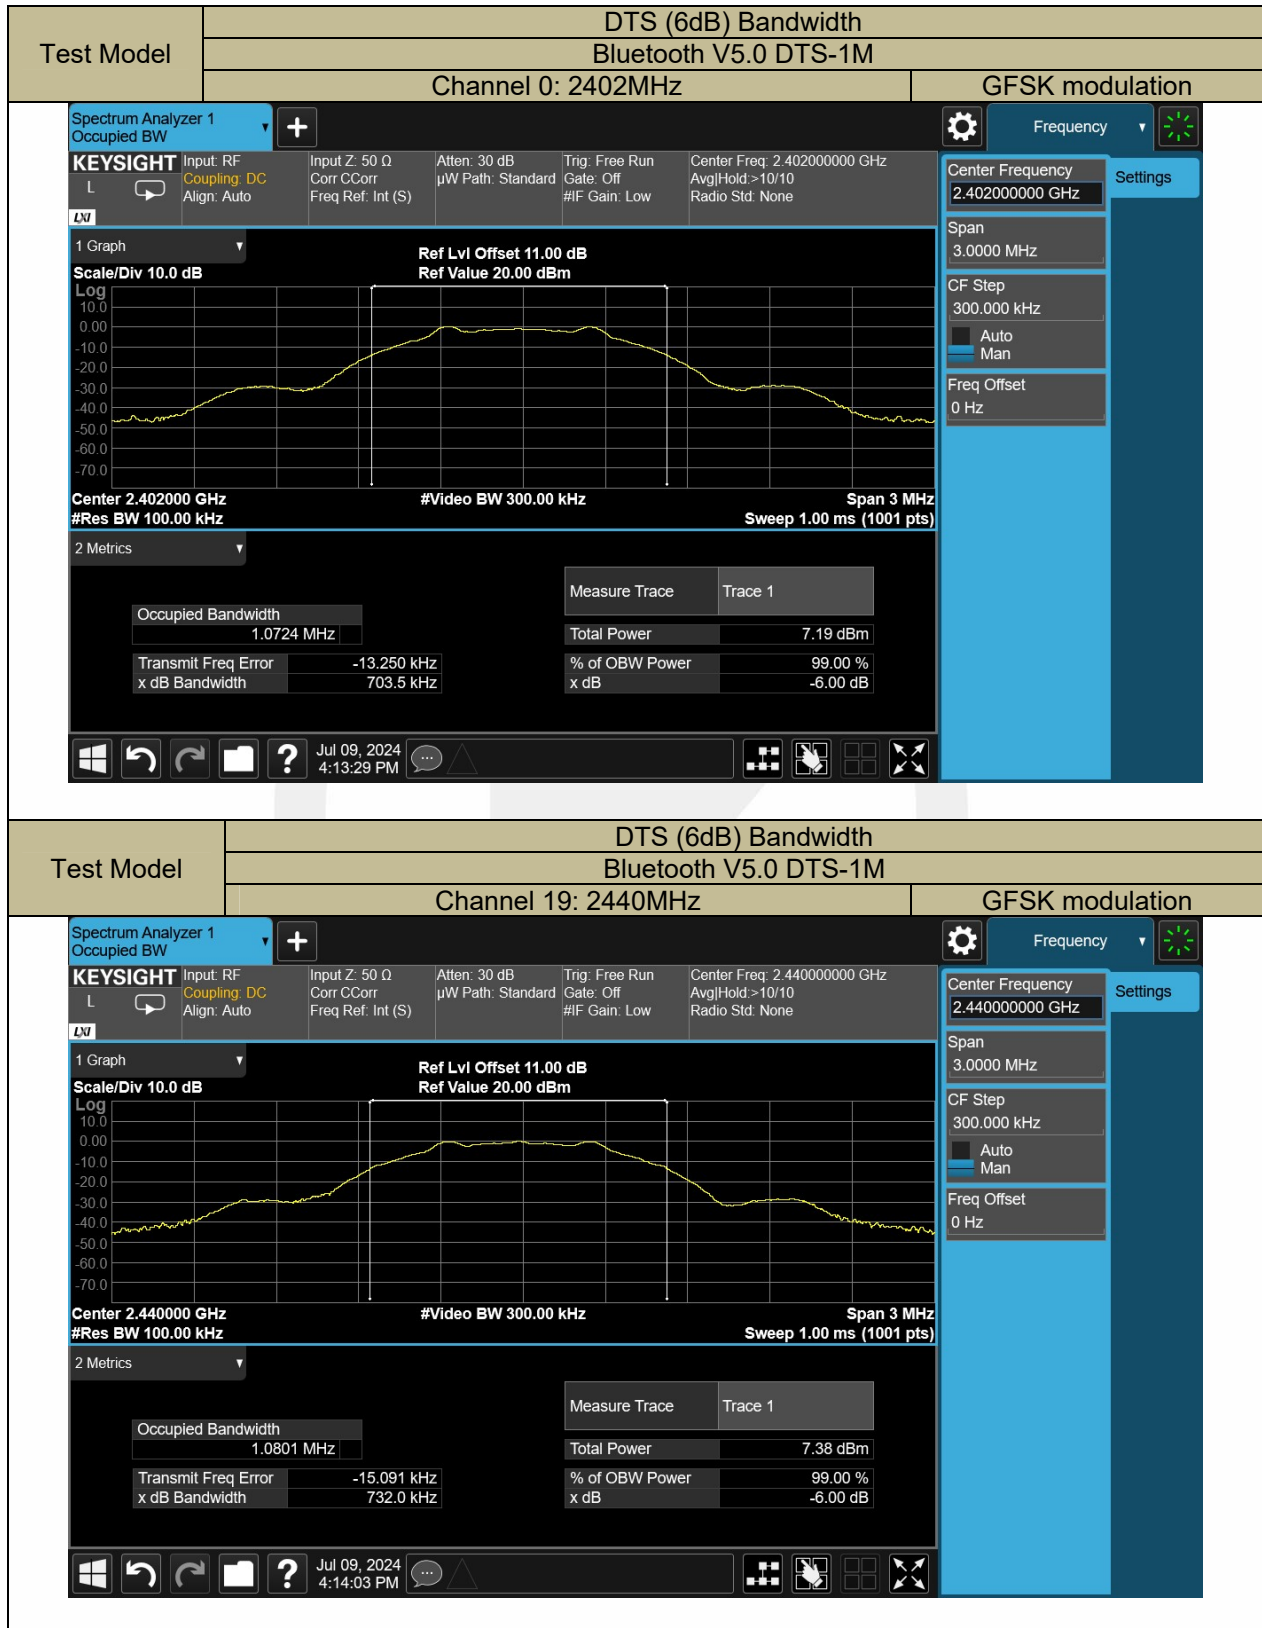 Test Model
DTS (6dB) Bandwidth
Bluetooth V5.0 DTS-1M
Channel 0: 2402MHz GFSK modulation
Spectrum Analyzer 1
Occupied BW
Frequency
KEYSIGHT Input: RF Input Z: 50 Ω Atten: 30 dB Trig: Free Run Center Freq: 2.402000000 GHz
L Coupling: DC Corr CCorr µW Path: Standard Gate: Off Avg|Hold:>10/10
Align: Auto Freq Ref: Int (S) #IF Gain: Low Radio Std: None
LXI
Center Frequency
2.402000000 GHz
Settings
Span
3.0000 MHz
CF Step
300.000 kHz
Auto
Man
Freq Offset
0 Hz
1 Graph
Ref Lvl Offset 11.00 dB
Scale/Div 10.0 dB Ref Value 20.00 dBm
Log
10.0
0.00
-10.0
-20.0
-30.0
-40.0
-50.0
-60.0
-70.0
Center 2.402000 GHz #Video BW 300.00 kHz Span 3 MHz
#Res BW 100.00 kHz Sweep 1.00 ms (1001 pts)
2 Metrics
Measure Trace Trace 1
Occupied Bandwidth
1.0724 MHz Total Power 7.19 dBm
Transmit Freq Error -13.250 kHz % of OBW Power 99.00 %
x dB Bandwidth 703.5 kHz x dB -6.00 dB
?
Jul 09, 2024
4:13:29 PM
Test Model
DTS (6dB) Bandwidth
Bluetooth V5.0 DTS-1M
Channel 19: 2440MHz GFSK modulation
Spectrum Analyzer 1
Occupied BW
Frequency
KEYSIGHT Input: RF Input Z: 50 Ω Atten: 30 dB Trig: Free Run Center Freq: 2.440000000 GHz
L Coupling: DC Corr CCorr µW Path: Standard Gate: Off Avg|Hold:>10/10
Align: Auto Freq Ref: Int (S) #IF Gain: Low Radio Std: None
LXI
Center Frequency
2.440000000 GHz
Settings
Span
3.0000 MHz
CF Step
300.000 kHz
Auto
Man
Freq Offset
0 Hz
1 Graph
Ref Lvl Offset 11.00 dB
Scale/Div 10.0 dB Ref Value 20.00 dBm
Log
10.0
0.00
-10.0
-20.0
-30.0
-40.0
-50.0
-60.0
-70.0
Center 2.440000 GHz #Video BW 300.00 kHz Span 3 MHz
#Res BW 100.00 kHz Sweep 1.00 ms (1001 pts)
2 Metrics
Measure Trace Trace 1
Occupied Bandwidth
1.0801 MHz Total Power 7.38 dBm
Transmit Freq Error -15.091 kHz % of OBW Power 99.00 %
x dB Bandwidth 732.0 kHz x dB -6.00 dB
?
Jul 09, 2024
4:14:03 PM